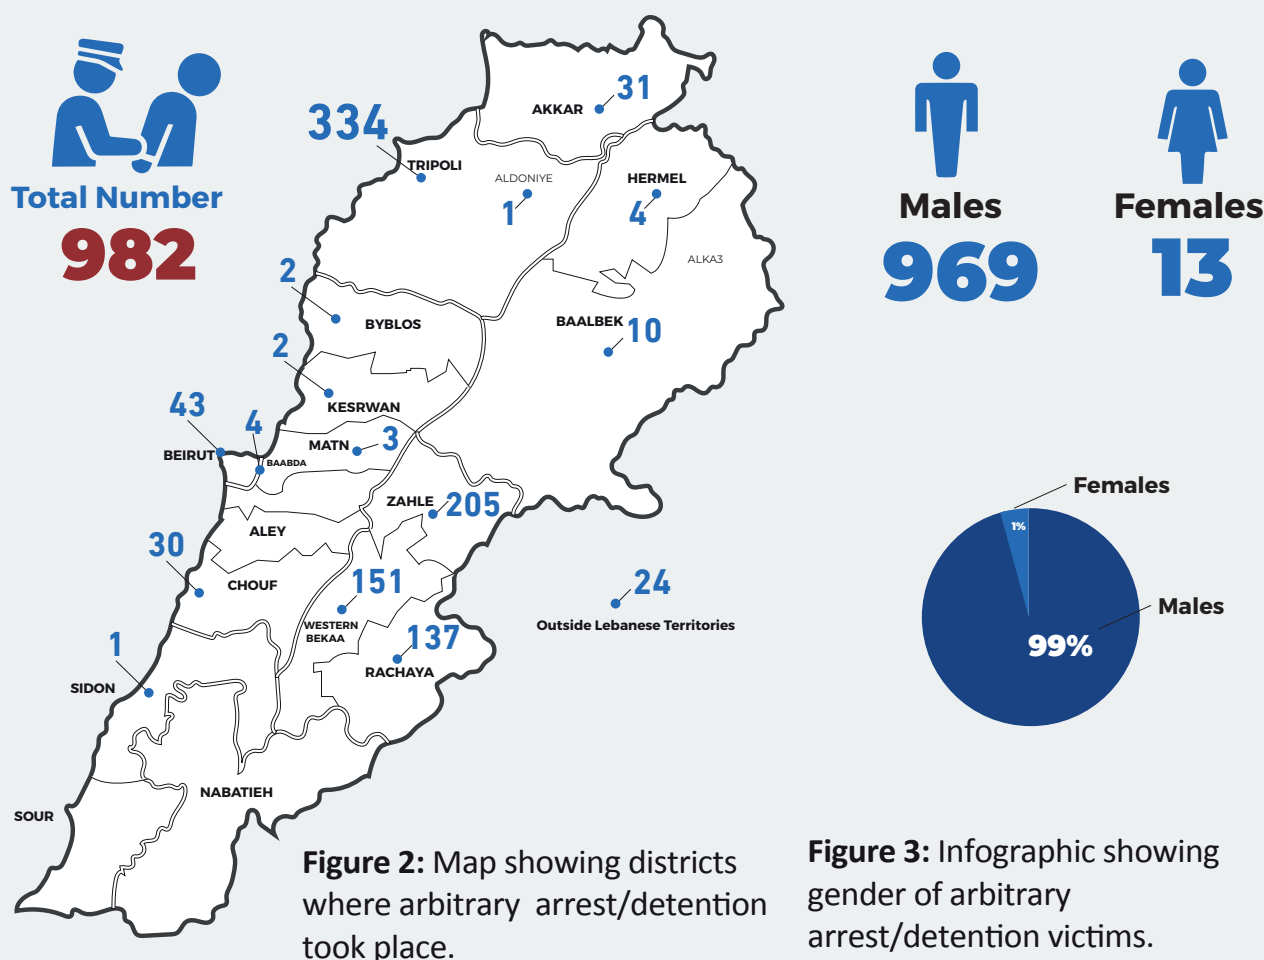 Total Number
982
31
AKKAR
334
TRIPOLI
ALDONIYE
1
HERMEL
4
ALKA3
2
BYBLOS
BAALBEK
10
2
KESRWAN
43
BEIRUT
4
BAABDA
MATN
3
ZAHLE
205
ALEY
30
CHOUF
151
WESTERN
BEKAA
24
Outside Lebanese Territories
137
RACHAYA
1
SIDON
NABATIEH
SOUR
Figure 2: Map showing districts
where arbitrary arrest/detention
took place.
Males
969
Females
13
Females
1%
Males
99%
Figure 3: Infographic showing
gender of arbitrary
arrest/detention victims.